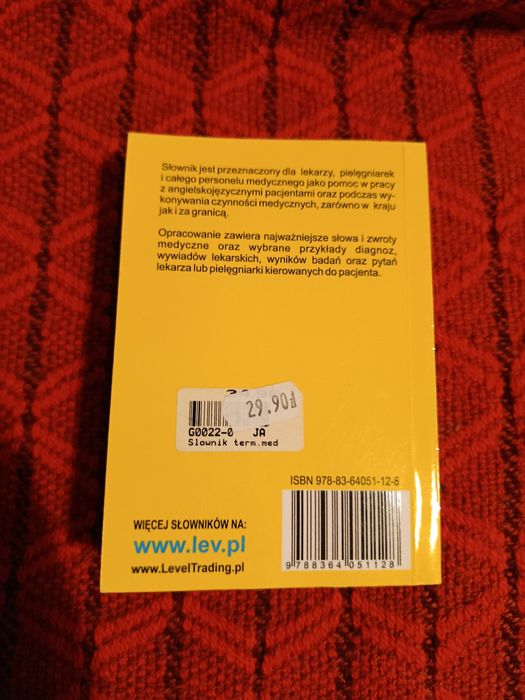 Słownik jest przeznaczony dla lekarzy, pielęgniarek
i całego personelu medycznego jako pomoc w pracy
z angielskojęzycznymi pacjentami oraz podczas wy-
konywania czynności medycznych, zarówno w kraju
jak i za granicą.
Opracowanie zawiera najważniejsze słowa i zwroty
medyczne oraz wybrane przykłady diagnoz,
wywiadów lekarskich, wyników badań oraz pytań
lekarza lub pielęgniarki kierowanych do pacjenta.
29.90zł
G0022-0 JA
Slownik term.med
ISBN 978-83-64051-12-8
WIĘCEJ SŁOWNIKÓW NA:
www.lev.pl
www.LevelTrading.pl
9 788364 051128